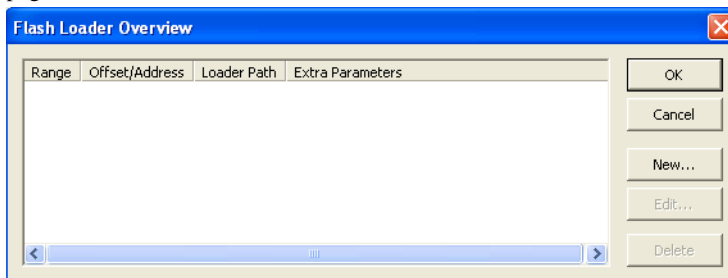 Flash Loader Overview
Range Offset/Address Loader Path Extra Parameters
OK
Cancel
New...
Edit...
Delete